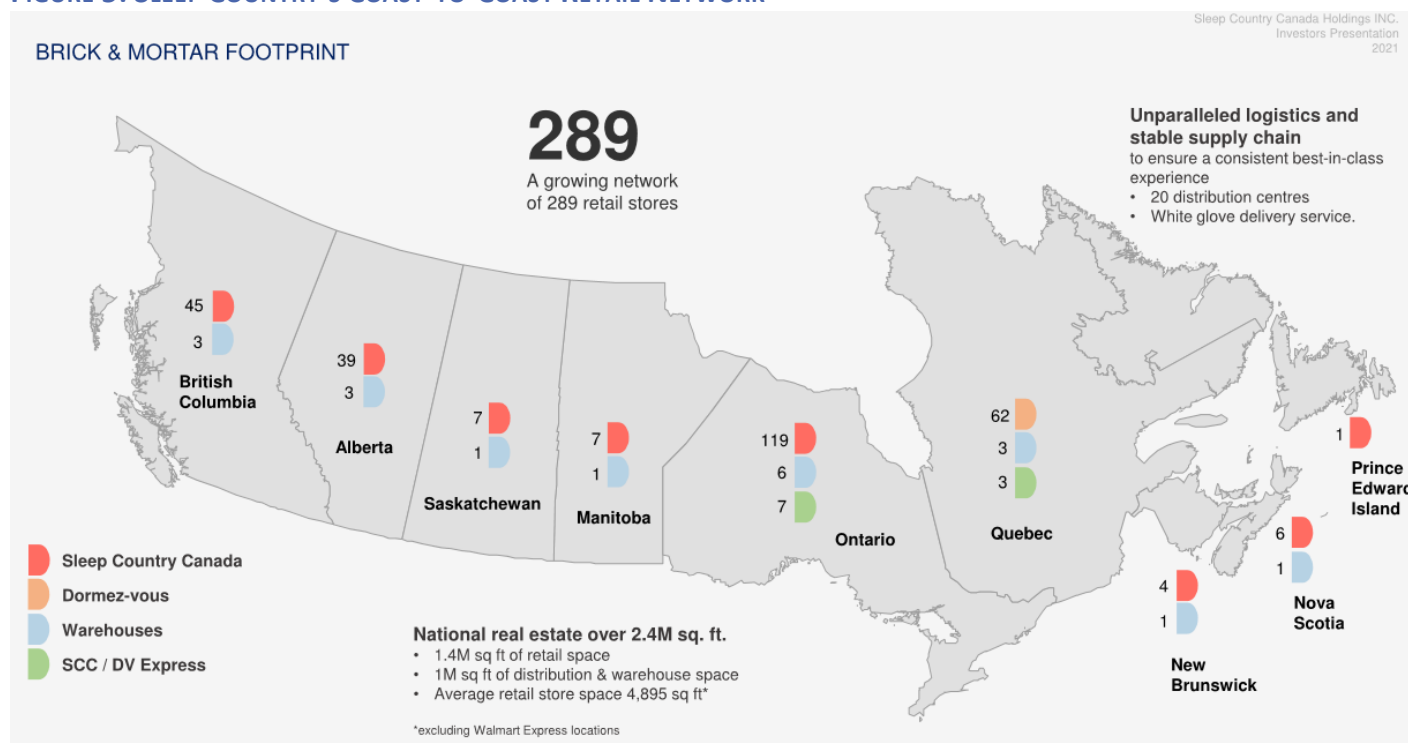 Sleep Country Canada Holdings INC.
Investors Presentation
2021
BRICK & MORTAR FOOTPRINT
289
A growing network
of 289 retail stores
Unparalleled logistics and
stable supply chain
to ensure a consistent best-in-class
experience
• 20 distribution centres
• White glove delivery service.
45
3
British
Columbia
39
3
Alberta
7
1
Saskatchewan
7
1
Manitoba
119
6
7
Ontario
62
3
3
Quebec
1
Prince
Edward
Island
6
1
Nova
Scotia
4
1
New
Brunswick
Sleep Country Canada
Dormez-vous
Warehouses
SCC / DV Express
National real estate over 2.4M sq. ft.
• 1.4M sq ft of retail space
• 1M sq ft of distribution & warehouse space
• Average retail store space 4,895 sq ft*
*excluding Walmart Express locations